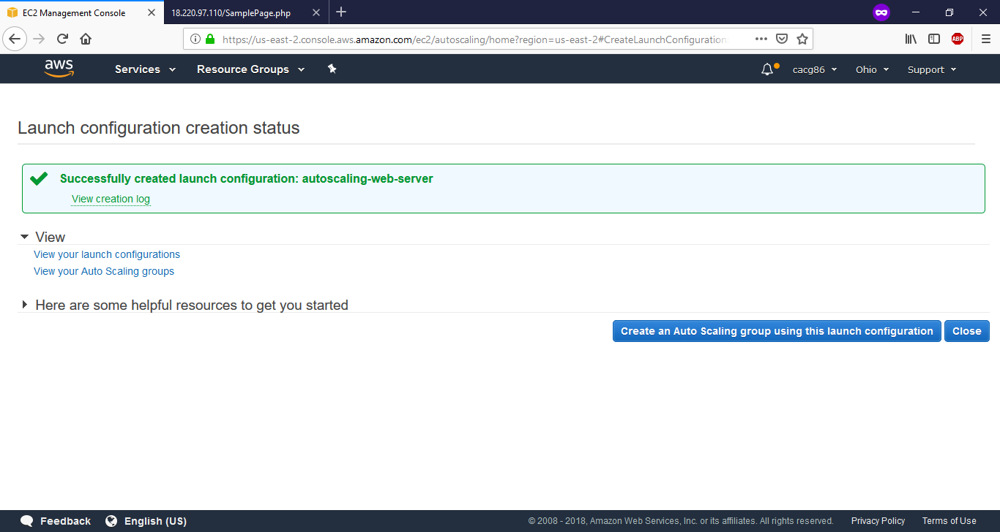 EC2 Management Console
18.220.97.110/SamplePage.php
https://us-east-2.console.aws.amazon.com/ec2/autoscaling/home?region=us-east-2#CreateLaunchConfiguration
ABP
aws
Services
Resource Groups
cacg86
Ohio
Support
Launch configuration creation status
Successfully created launch configuration: autoscaling-web-server
View creation log
View
View your launch configurations
View your Auto Scaling groups
Here are some helpful resources to get you started
Create an Auto Scaling group using this launch configuration
Close
Feedback
English (US)
© 2008 - 2018, Amazon Web Services, Inc. or its affiliates. All rights reserved.
Privacy Policy
Terms of Use